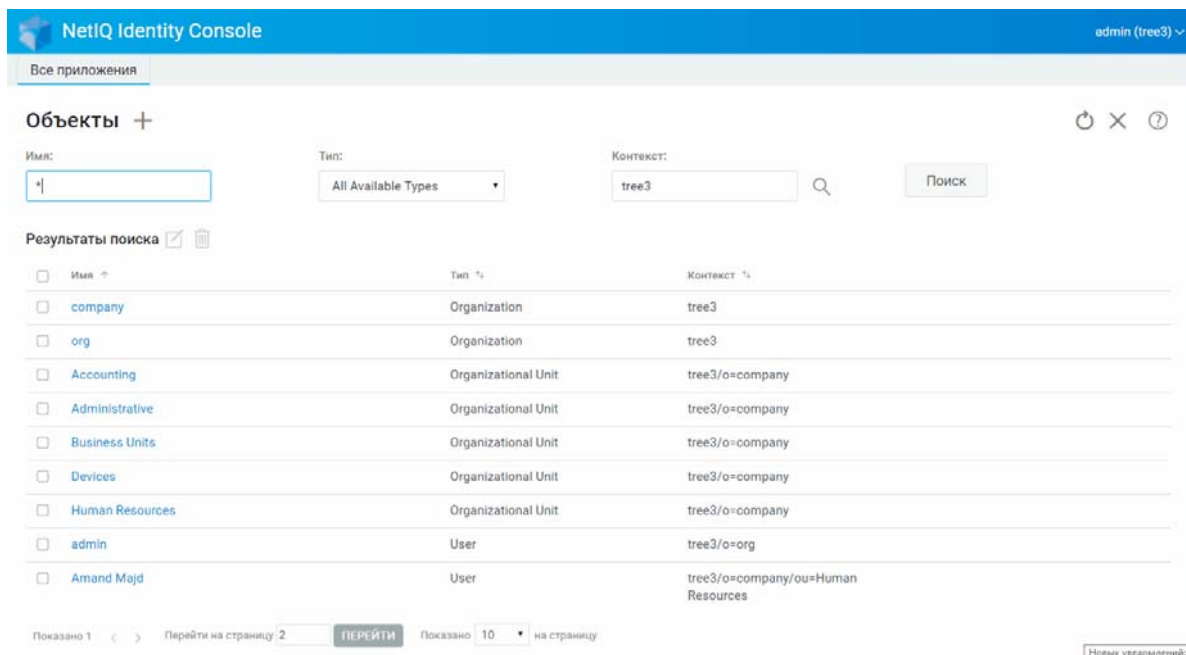 NetIQ Identity Console
admin (tree3)
Все приложения
Объекты
Имя: Тип: Контекст:
* All Available Types tree3 Поиск
Результаты поиска
Имя Тип Контекст
company Organization tree3
org Organization tree3
Accounting Organizational Unit tree3/o=company
Administrative Organizational Unit tree3/o=company
Business Units Organizational Unit tree3/o=company
Devices Organizational Unit tree3/o=company
Human Resources Organizational Unit tree3/o=company
admin User tree3/o=org
Amand Majd User tree3/o=company/ou=Human
Resources
Показано 1 Перейти на страницу 2 ПЕРЕЙТИ Показано 10 на страницу
Новых уведомлений: